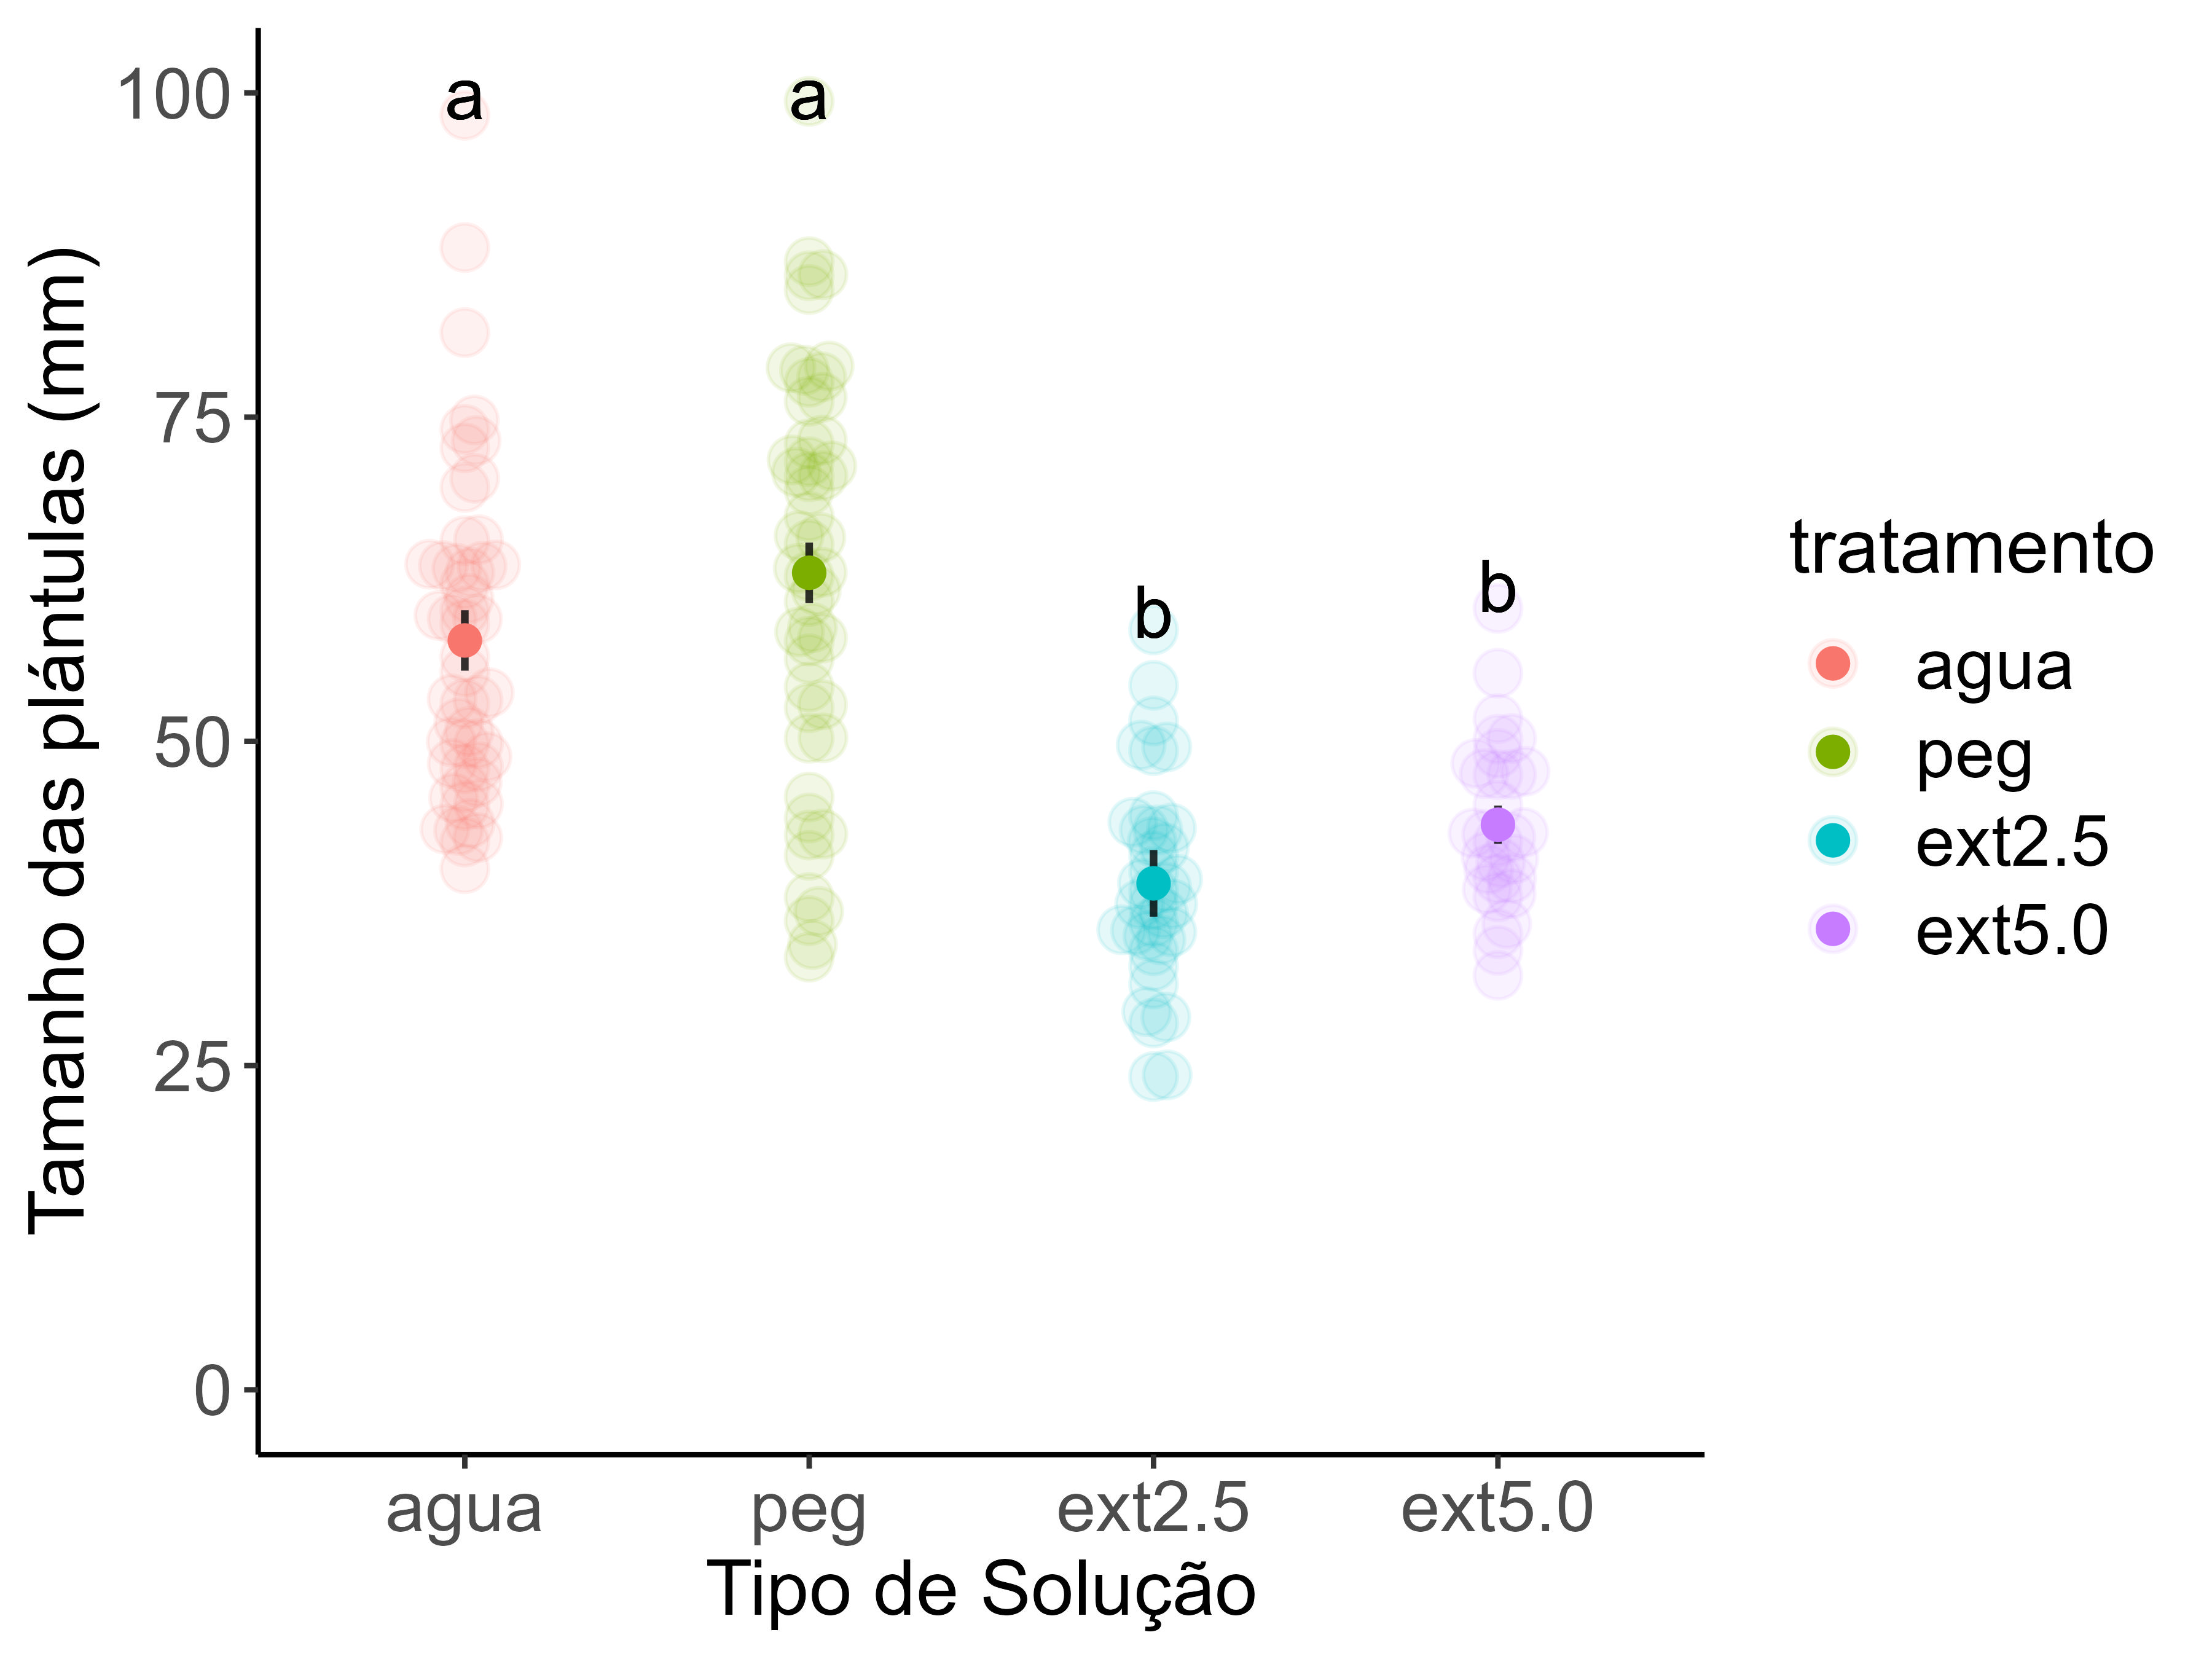 Tamanho das plántulas (mm)
100
75
50
25
0
a
a
b
b
agua
peg
ext2.5
ext5.0
Tipo de Solução
tratamento
agua
peg
ext2.5
ext5.0